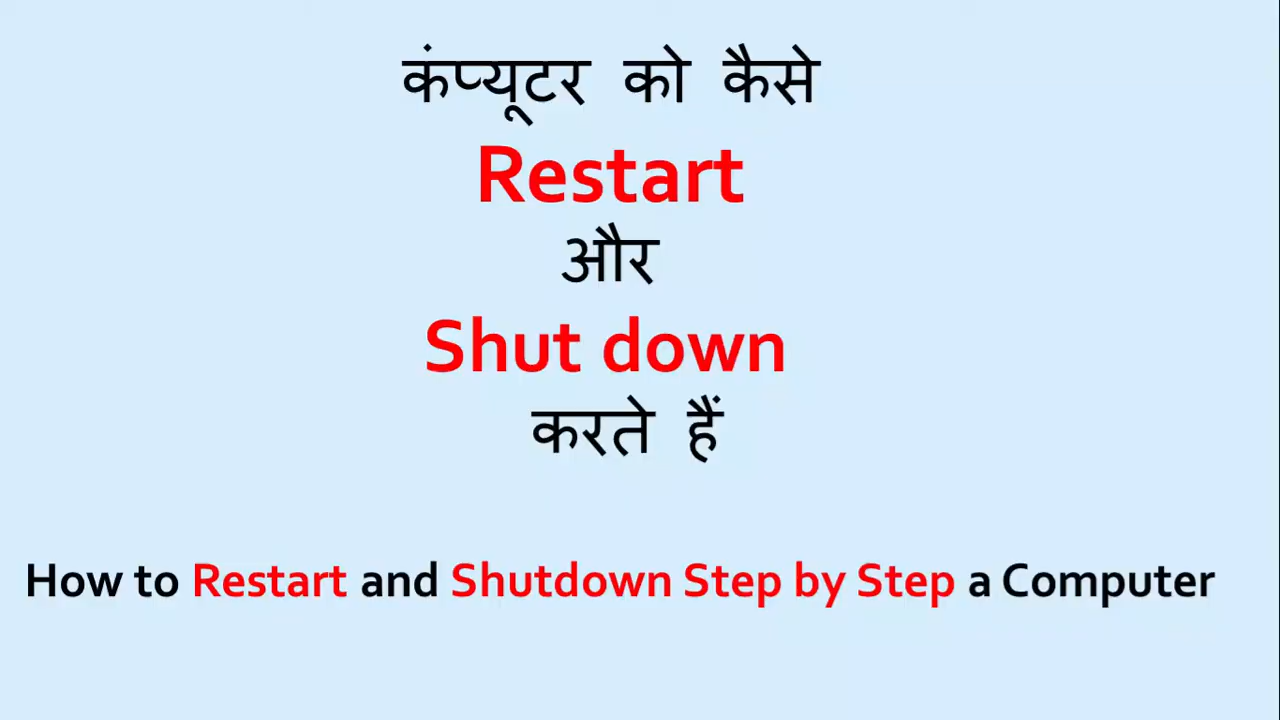 कंप्यूटर को कैसे
Restart
और
Shut down
करते हैं
How to Restart and Shutdown Step by Step a Computer